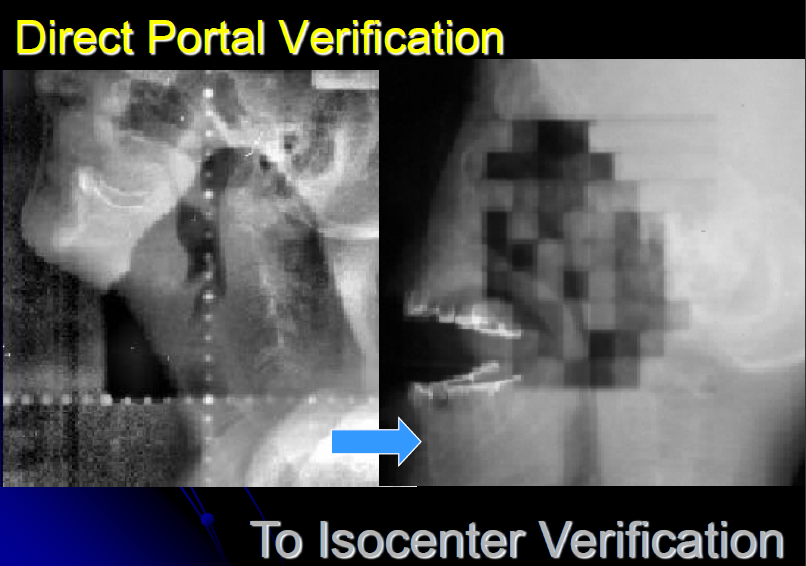 Direct Portal Verification
To Isocenter Verification